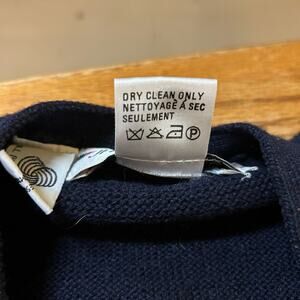 DRY CLEAN ONLY
NETTOYAGE À SEC
SEULEMENT
P